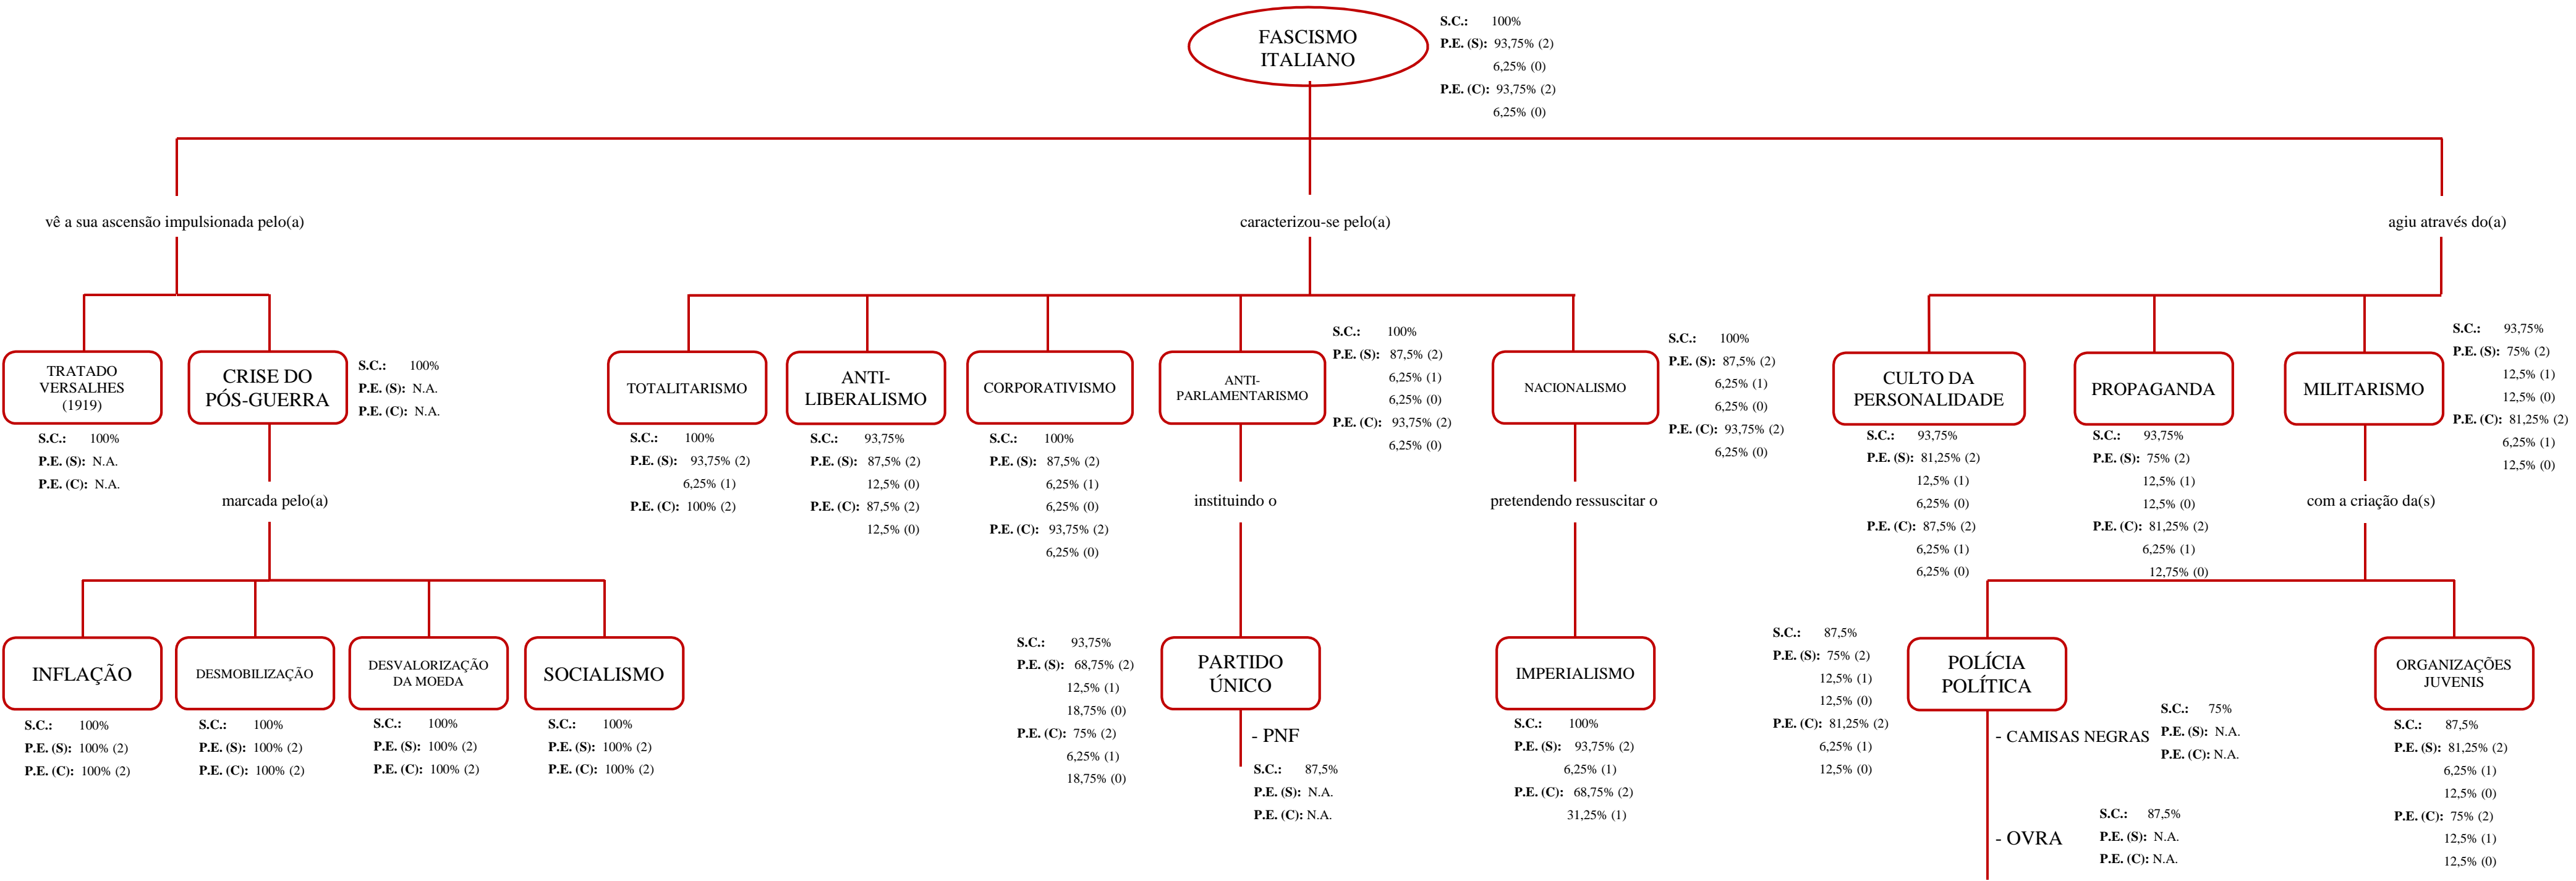 FASCISMO
ITALIANO
S.C.: 100%
P.E. (S): 93,75% (2)
6,25% (0)
P.E. (C): 93,75% (2)
6,25% (0)
vê a sua ascensão impulsionada pelo(a)
caracterizou-se pelo(a)
agiu através do(a)
TRATADO
VERSALHES
(1919)
S.C.: 100%
P.E. (S): N.A.
P.E. (C): N.A.
CRISE DO
PÓS-GUERRA
S.C.: 100%
P.E. (S): N.A.
P.E. (C): N.A.
marcada pelo(a)
INFLAÇÃO
S.C.: 100%
P.E. (S): 100% (2)
P.E. (C): 100% (2)
DESMOBILIZAÇÃO
S.C.: 100%
P.E. (S): 100% (2)
P.E. (C): 100% (2)
DESVALORIZAÇÃO
DA MOEDA
S.C.: 100%
P.E. (S): 100% (2)
P.E. (C): 100% (2)
SOCIALISMO
S.C.: 100%
P.E. (S): 100% (2)
P.E. (C): 100% (2)
TOTALITARISMO
S.C.: 100%
P.E. (S): 93,75% (2)
6,25% (1)
P.E. (C): 100% (2)
ANTI-
LIBERALISMO
S.C.: 93,75%
P.E. (S): 87,5% (2)
12,5% (0)
P.E. (C): 87,5% (2)
12,5% (0)
CORPORATIVISMO
S.C.: 100%
P.E. (S): 87,5% (2)
6,25% (1)
6,25% (0)
P.E. (C): 93,75% (2)
6,25% (0)
ANTI-
PARLAMENTARISMO
S.C.: 100%
P.E. (S): 87,5% (2)
6,25% (1)
6,25% (0)
P.E. (C): 93,75% (2)
6,25% (0)
instituindo o
PARTIDO
ÚNICO
S.C.: 93,75%
P.E. (S): 68,75% (2)
12,5% (1)
18,75% (0)
P.E. (C): 75% (2)
6,25% (1)
18,75% (0)
- PNF
S.C.: 87,5%
P.E. (S): N.A.
P.E. (C): N.A.
NACIONALISMO
S.C.: 100%
P.E. (S): 87,5% (2)
6,25% (1)
6,25% (0)
P.E. (C): 93,75% (2)
6,25% (0)
pretendendo ressuscitar o
IMPERIALISMO
S.C.: 100%
P.E. (S): 93,75% (2)
6,25% (1)
P.E. (C): 68,75% (2)
31,25% (1)
CULTO DA
PERSONALIDADE
S.C.: 93,75%
P.E. (S): 81,25% (2)
12,5% (1)
6,25% (0)
P.E. (C): 87,5% (2)
6,25% (1)
6,25% (0)
PROPAGANDA
S.C.: 93,75%
P.E. (S): 75% (2)
12,5% (1)
12,5% (0)
P.E. (C): 81,25% (2)
6,25% (1)
12,75% (0)
MILITARISMO
S.C.: 93,75%
P.E. (S): 75% (2)
12,5% (1)
12,5% (0)
P.E. (C): 81,25% (2)
6,25% (1)
12,5% (0)
com a criação da(s)
POLÍCIA
POLÍTICA
S.C.: 87,5%
P.E. (S): 75% (2)
12,5% (1)
12,5% (0)
P.E. (C): 81,25% (2)
6,25% (1)
12,5% (0)
- CAMISAS NEGRAS
S.C.: 75%
P.E. (S): N.A.
P.E. (C): N.A.
- OVRA
S.C.: 87,5%
P.E. (S): N.A.
P.E. (C): N.A.
ORGANIZAÇÕES
JUVENIS
S.C.: 87,5%
P.E. (S): 81,25% (2)
6,25% (1)
12,5% (0)
P.E. (C): 75% (2)
12,5% (1)
12,5% (0)